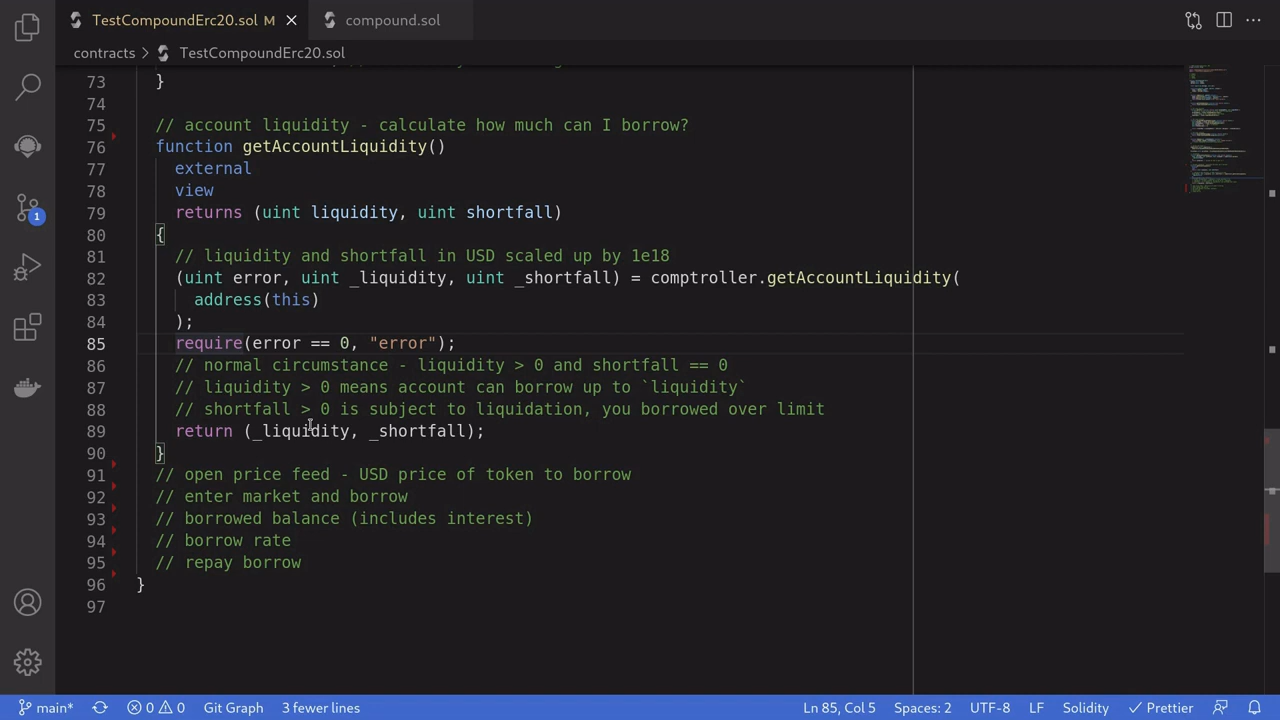 TestCompoundErc20.sol M
compound.sol
contracts > TestCompoundErc20.sol
73 }
74
75 // account liquidity - calculate how much can I borrow?
76 function getAccountLiquidity()
77 external
78 view
79 returns (uint liquidity, uint shortfall)
80 {
81 // liquidity and shortfall in USD scaled up by 1e18
82 (uint error, uint _liquidity, uint _shortfall) = comptroller.getAccountLiquidity(
83 address(this)
84 );
85 require(error == 0, "error");
86 // normal circumstance - liquidity > 0 and shortfall == 0
87 // liquidity > 0 means account can borrow up to `liquidity`
88 // shortfall > 0 is subject to liquidation, you borrowed over limit
89 return (_liquidity, _shortfall);
90 }
91 // open price feed - USD price of token to borrow
92 // enter market and borrow
93 // borrowed balance (includes interest)
94 // borrow rate
95 // repay borrow
96 }
97
1
main* 0 0 Git Graph 3 fewer lines Ln 85, Col 5 Spaces: 2 UTF-8 LF Solidity Prettier